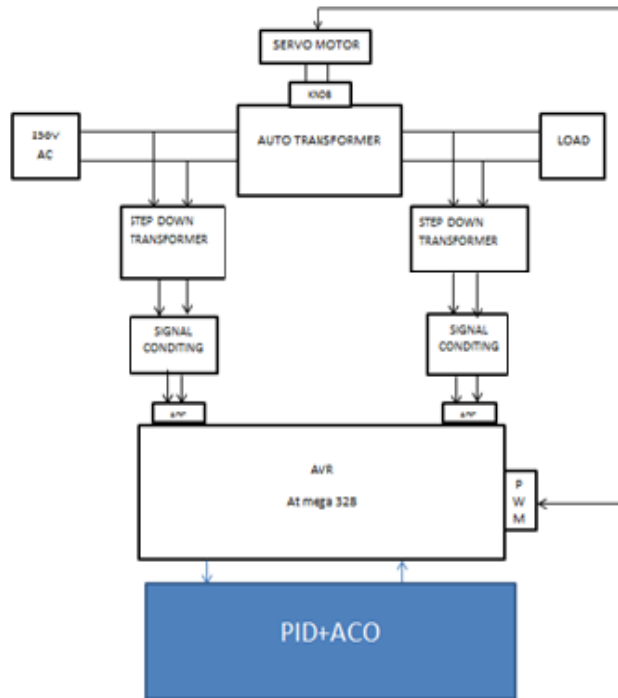 SERVO MOTOR
KNOB
AC
AUTO TRANSFORMER
LOAD
STEP DOWN
TRANSFORMER
STEP DOWN
TRANSFORMER
SIGNAL
CONDITING
SIGNAL
CONDITING
AVR
At mega 328
P
W
M
PID+ACO